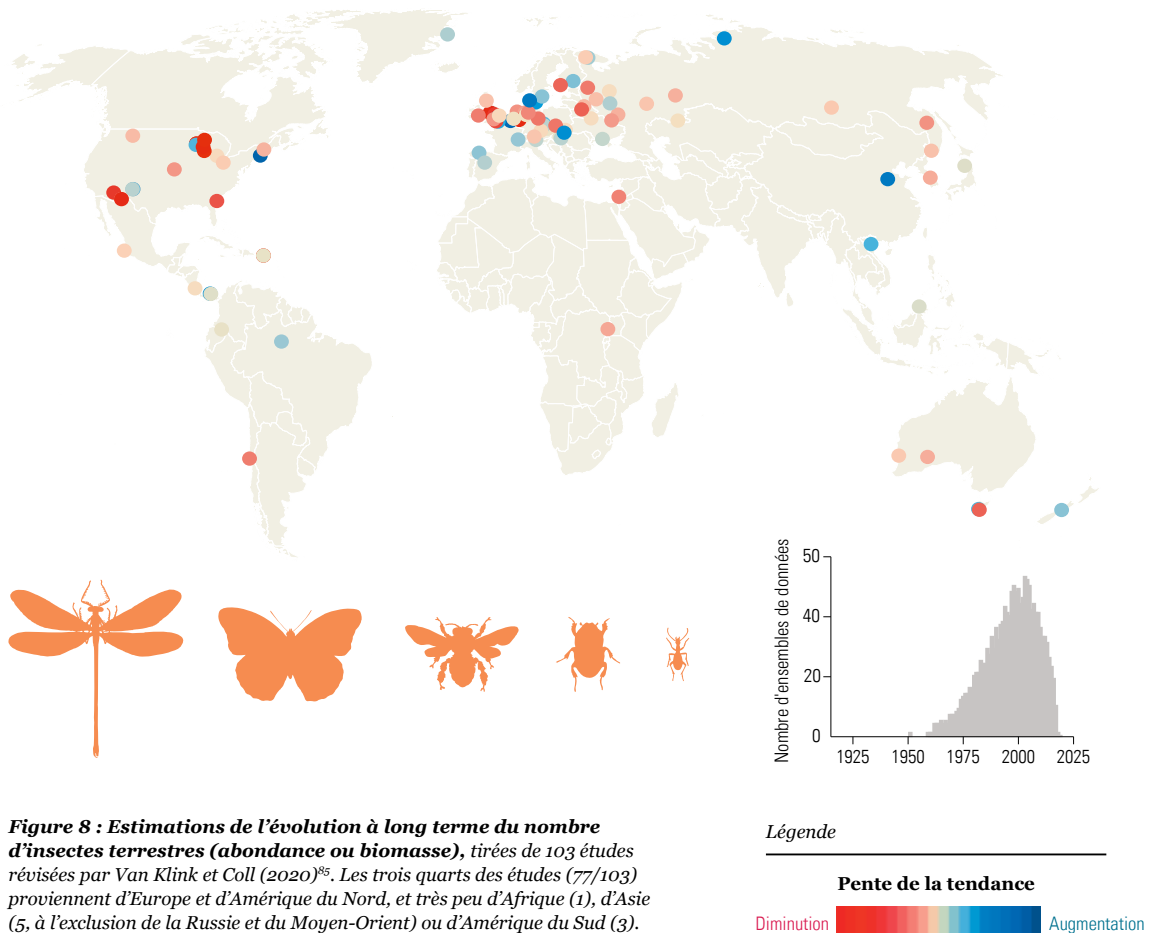 Nombre d'ensembles de données
50
40
20
0
1925 1950 1975 2000 2025
Figure 8 : Estimations de l’évolution à long terme du nombre
d’insectes terrestres (abondance ou biomasse), tirées de 103 études
révisées par Van Klink et Coll (2020)⁸⁵. Les trois quarts des études (77/103)
proviennent d’Europe et d’Amérique du Nord, et très peu d’Afrique (1), d’Asie
(5, à l’exclusion de la Russie et du Moyen-Orient) ou d’Amérique du Sud (3).
Légende
Pente de la tendance
Diminution Augmentation